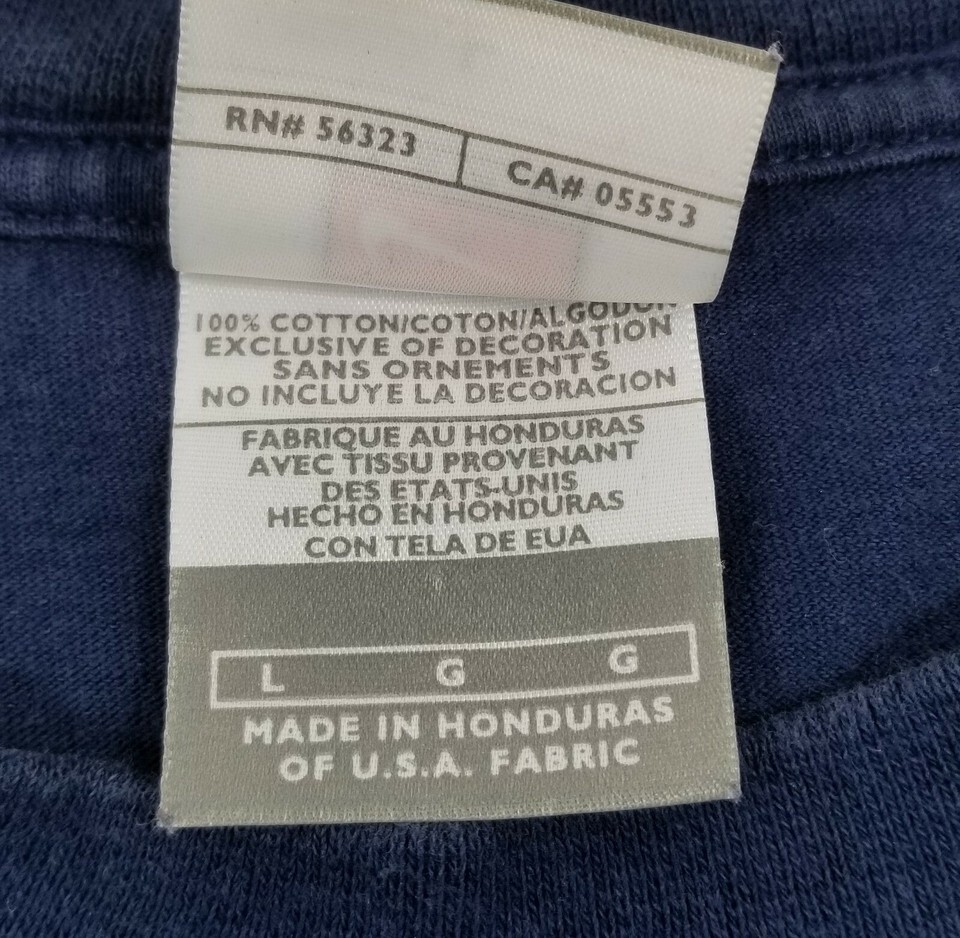 RN# 56323 CA# 05553
100% COTTON/COTON/ALGODON
EXCLUSIVE OF DECORATION
SANS ORNEMENTS
NO INCLUYE LA DECORACION
FABRIQUE AU HONDURAS
AVEC TISSU PROVENANT
DES ETATS-UNIS
HECHO EN HONDURAS
CON TELA DE EUA
L G G
MADE IN HONDURAS
OF U.S.A. FABRIC